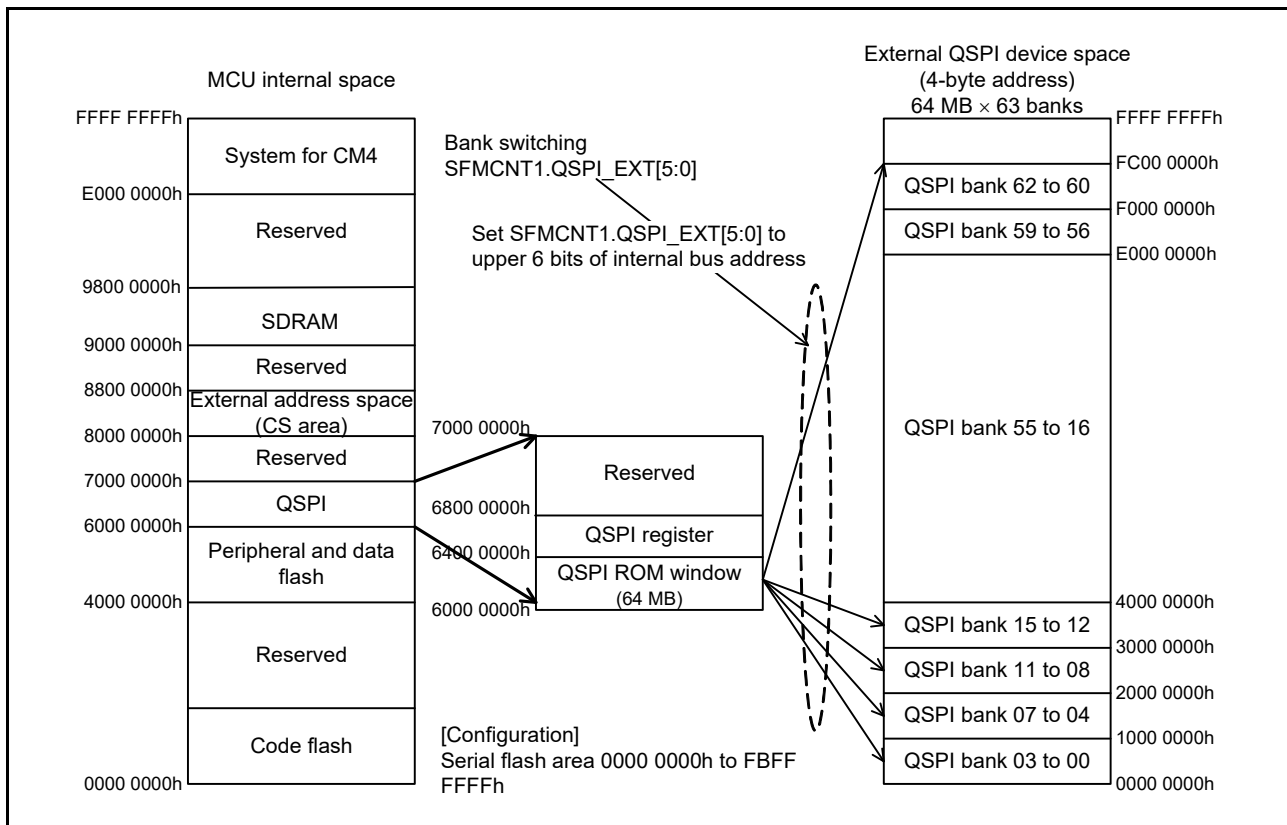 MCU internal space
FFFF FFFFh
System for CM4
E000 0000h
Reserved
9800 0000h
SDRAM
9000 0000h
Reserved
8800 0000h
External address space
(CS area)
8000 0000h
Reserved
7000 0000h
QSPI
6000 0000h
Peripheral and data
flash
4000 0000h
Reserved
Code flash
0000 0000h
Bank switching
SFMCNT1.QSPI_EXT[5:0]
Set SFMCNT1.QSPI_EXT[5:0] to
upper 6 bits of internal bus address
7000 0000h
Reserved
6800 0000h
QSPI register
6400 0000h
QSPI ROM window
(64 MB)
6000 0000h
[Configuration]
Serial flash area 0000 0000h to FBFF
FFFFh
External QSPI device space
(4-byte address)
64 MB × 63 banks
FFFF FFFFh
FC00 0000h
QSPI bank 62 to 60
F000 0000h
QSPI bank 59 to 56
E000 0000h
QSPI bank 55 to 16
4000 0000h
QSPI bank 15 to 12
3000 0000h
QSPI bank 11 to 08
2000 0000h
QSPI bank 07 to 04
1000 0000h
QSPI bank 03 to 00
0000 0000h